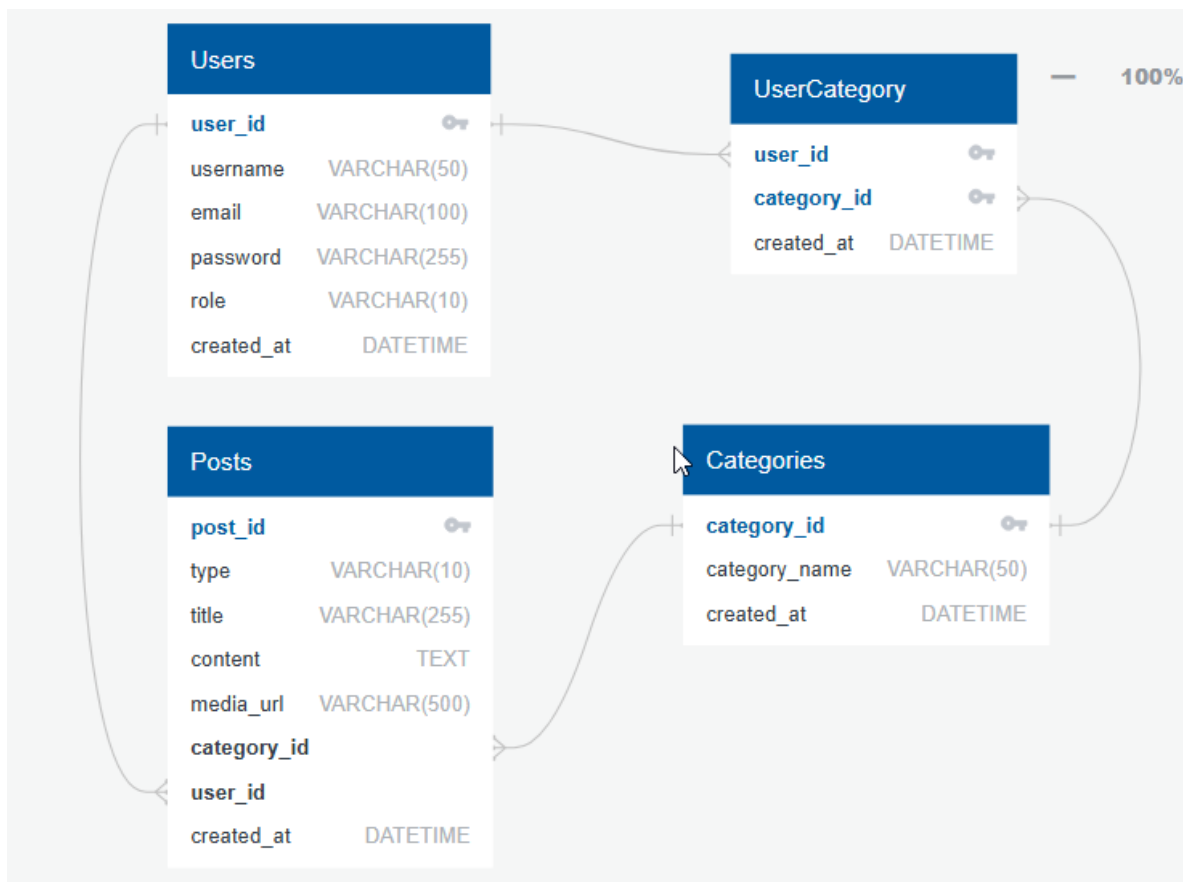 Users
user_id
username VARCHAR(50)
email VARCHAR(100)
password VARCHAR(255)
role VARCHAR(10)
created_at DATETIME
UserCategory
user_id
category_id
created_at DATETIME
100%
Posts
post_id
type VARCHAR(10)
title VARCHAR(255)
content TEXT
media_url VARCHAR(500)
category_id
user_id
created_at DATETIME
Categories
category_id
category_name VARCHAR(50)
created_at DATETIME